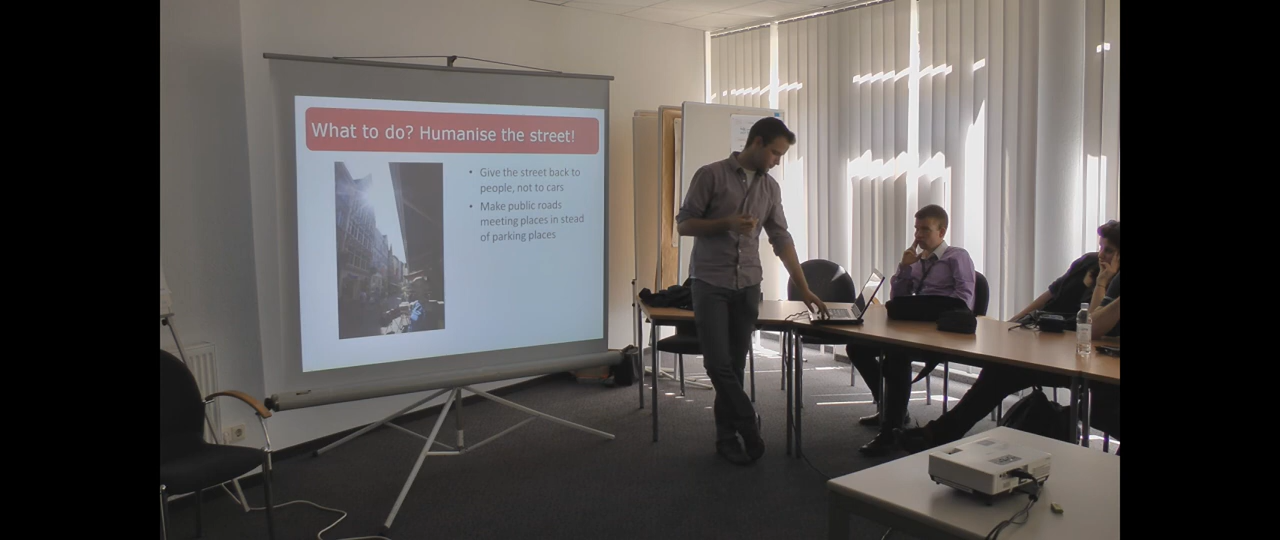 What to do? Humanise the street!
• Give the street back to
people, not to cars
• Make public roads
meeting places in stead
of parking places